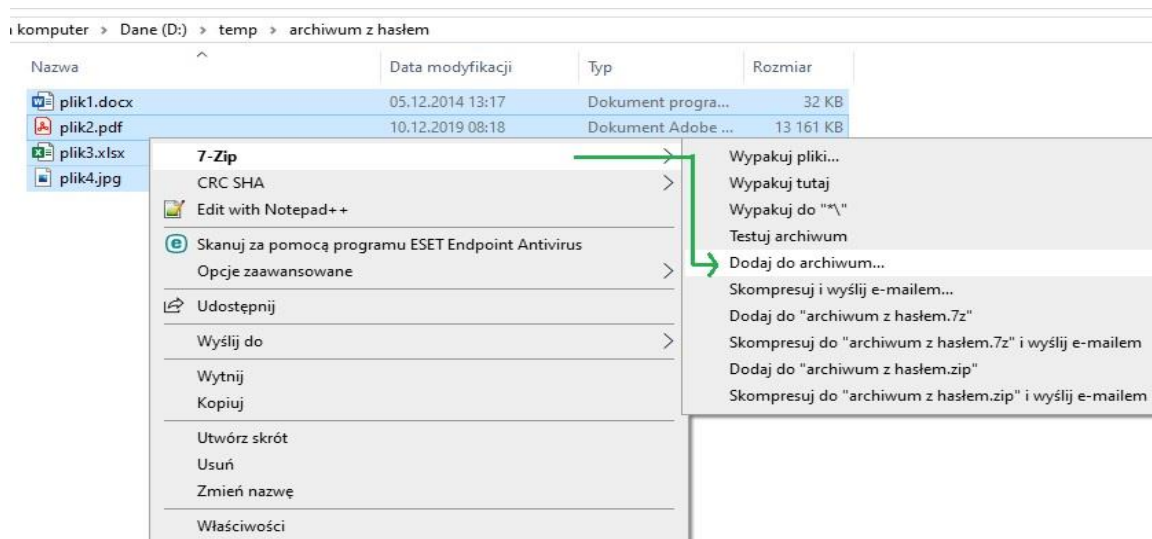 komputer > Dane (D:) > temp > archiwum z hasłem
Nazwa Data modyfikacji Typ Rozmiar
plik1.docx 05.12.2014 13:17 Dokument progra... 32 KB
plik2.pdf 10.12.2019 08:18 Dokument Adobe ... 13 161 KB
plik3.xlsx
plik4.jpg
7-Zip
CRC SHA
Edit with Notepad++
Skanuj za pomocą programu ESET Endpoint Antivirus
Opcje zaawansowane
Udostępnij
Wyślij do
Wytnij
Kopiuj
Utwórz skrót
Usuń
Zmień nazwę
Właściwości
Wypakuj pliki...
Wypakuj tutaj
Wypakuj do "*\"
Testuj archiwum
Dodaj do archiwum...
Skompresuj i wyślij e-mailem...
Dodaj do "archiwum z hasłem.7z"
Skompresuj do "archiwum z hasłem.7z" i wyślij e-mailem
Dodaj do "archiwum z hasłem.zip"
Skompresuj do "archiwum z hasłem.zip" i wyślij e-mailem